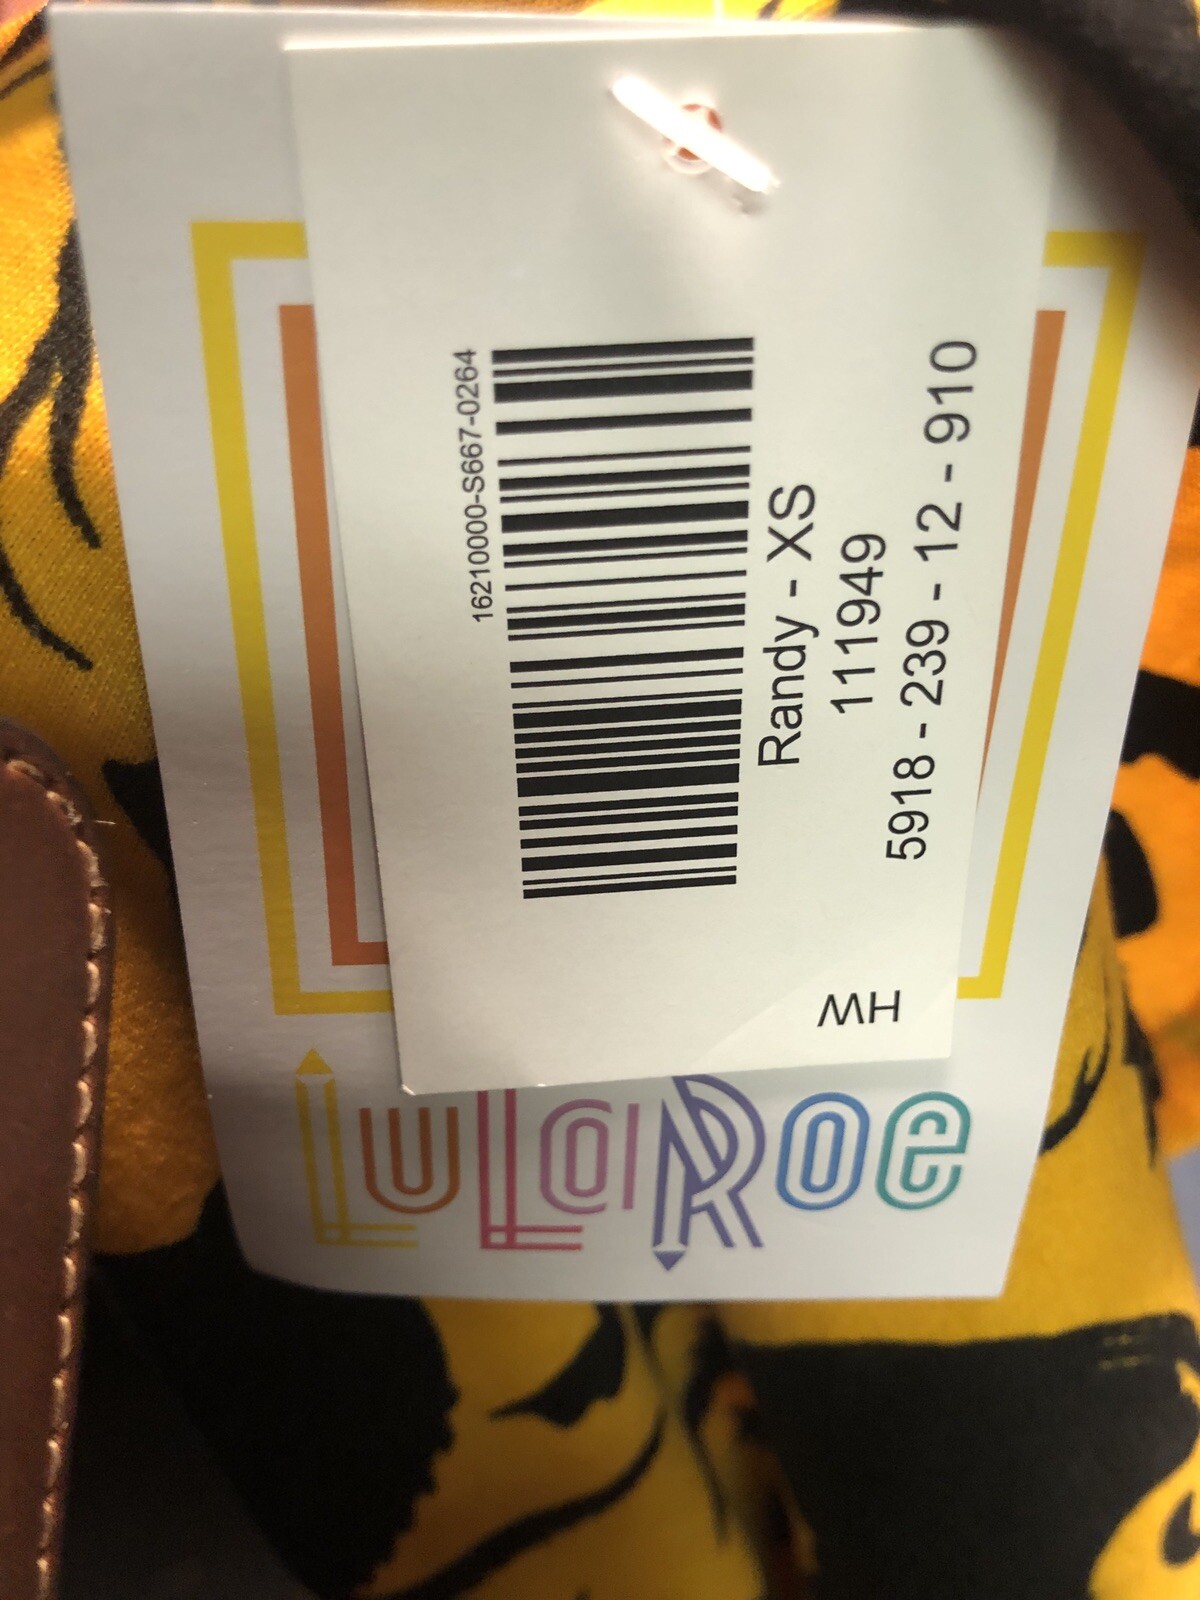 16210000-S667-0264
Randy - XS
111949
5918 - 239 - 12 - 910
HW
LuLaRoe